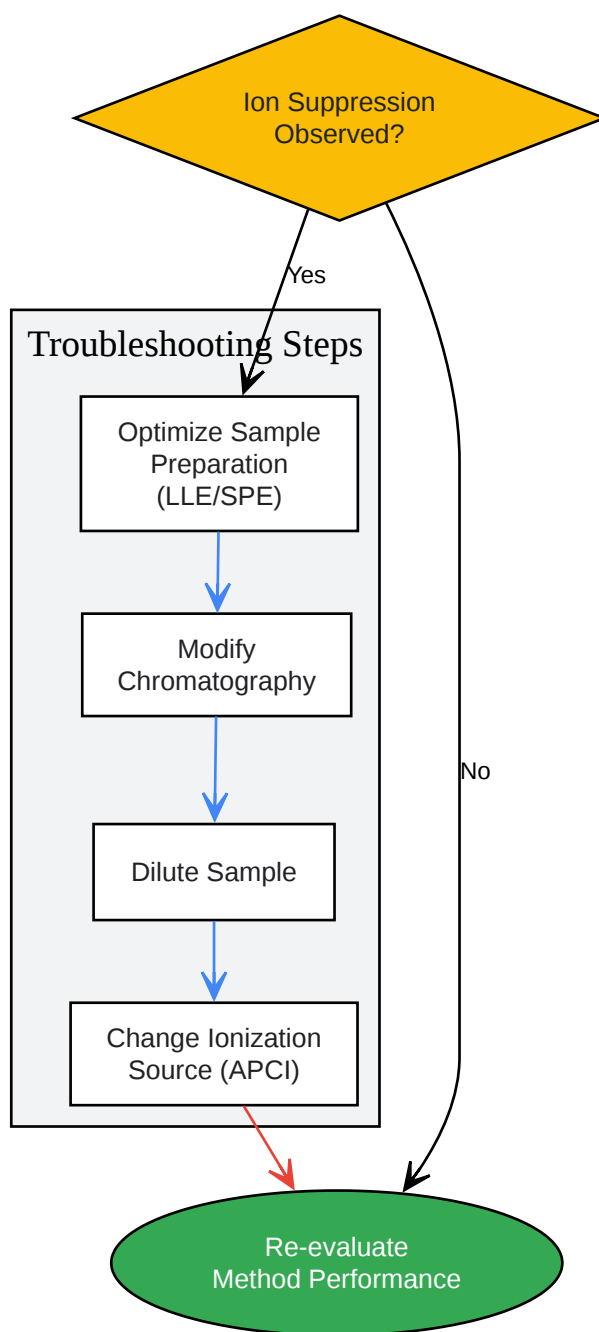 Ion Suppression
Observed?
Yes
Troubleshooting Steps
Optimize Sample
Preparation
(LLE/SPE)
Modify
Chromatography
No
Dilute Sample
Change Ionization
Source (APCI)
Re-evaluate
Method Performance